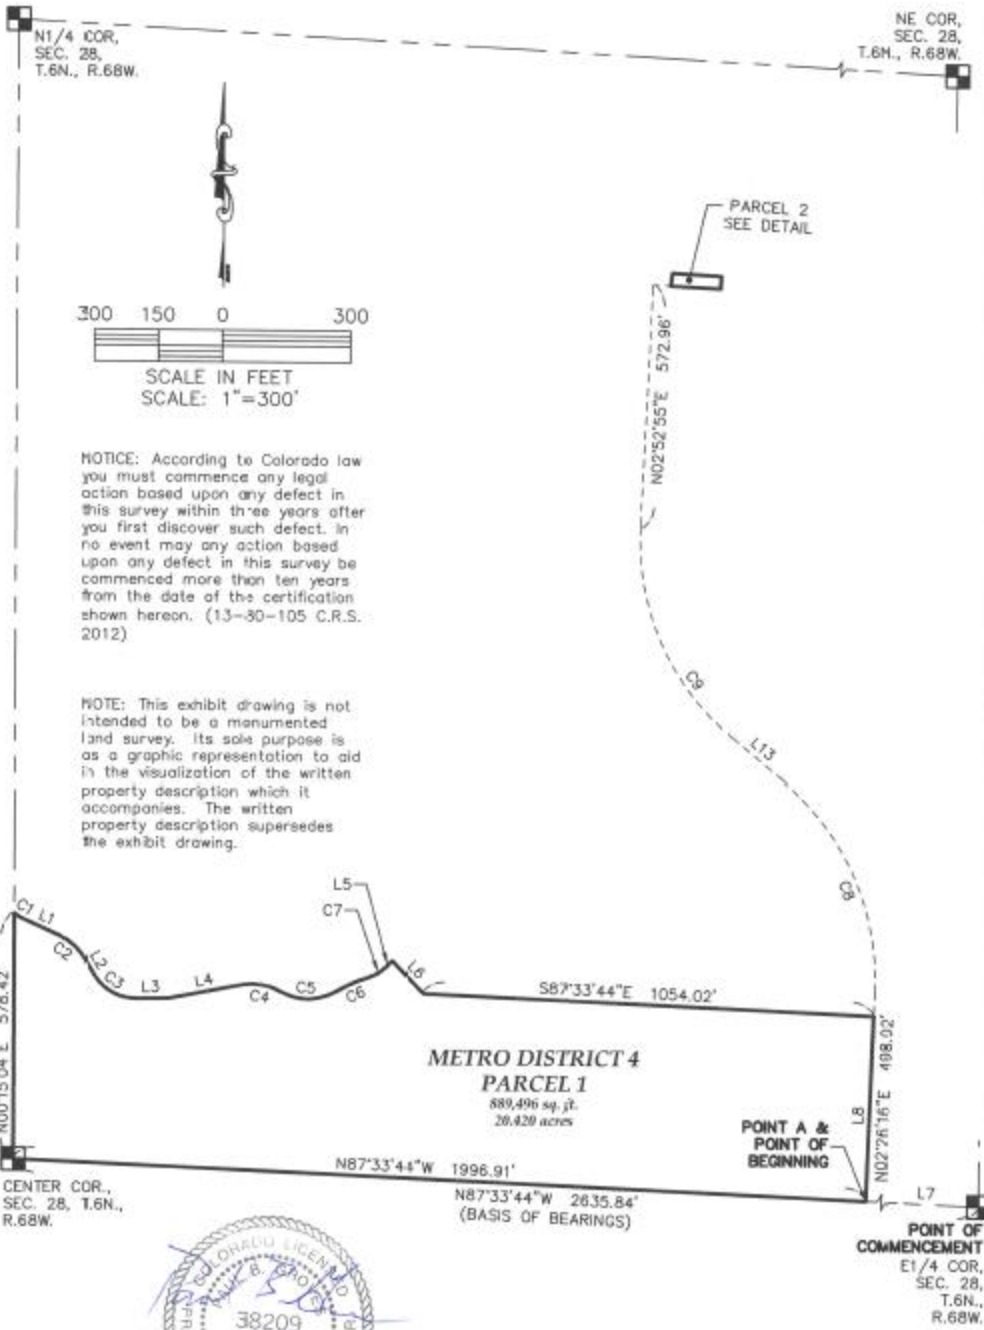 N1/4 COR,
SEC. 28,
T.6N., R.68W.
NE COR,
SEC. 28,
T.6N., R.68W.
PARCEL 2
SEE DETAIL
300 150 0 300
SCALE IN FEET
SCALE: 1"=300'
N02°52'55"E 572.96'
NOTICE: According to Colorado law
you must commence any legal
action based upon any defect in
this survey within three years after
you first discover such defect. In
no event may any action based
upon any defect in this survey be
commenced more than ten years
from the date of the certification
shown hereon. (13-80-105 C.R.S.
2012)
NOTE: This exhibit drawing is not
intended to be a monumented
land survey. Its sole purpose is
as a graphic representation to aid
in the visualization of the written
property description which it
accompanies. The written
property description supersedes
the exhibit drawing.
C9
L13
C8
L5
C7
C1
L1
C2
L2
C3
L3
L4
C4
C5
C6
L6
S87°33'44"E 1054.02'
N00°15'04"E 578.42'
METRO DISTRICT 4
PARCEL 1
889,496 sq. ft.
20.420 acres
L8
N02°26'16"E 498.02'
POINT A &
POINT OF
BEGINNING
N87°33'44"W 1996.91'
N87°33'44"W 2635.84'
(BASIS OF BEARINGS)
L7
CENTER COR.,
SEC. 28, T.6N.,
R.68W.
POINT OF
COMMENCEMENT
E1/4 COR,
SEC. 28,
T.6N.,
R.68W.
COLORADO LICENSED
PAUL B. GROVES
38209